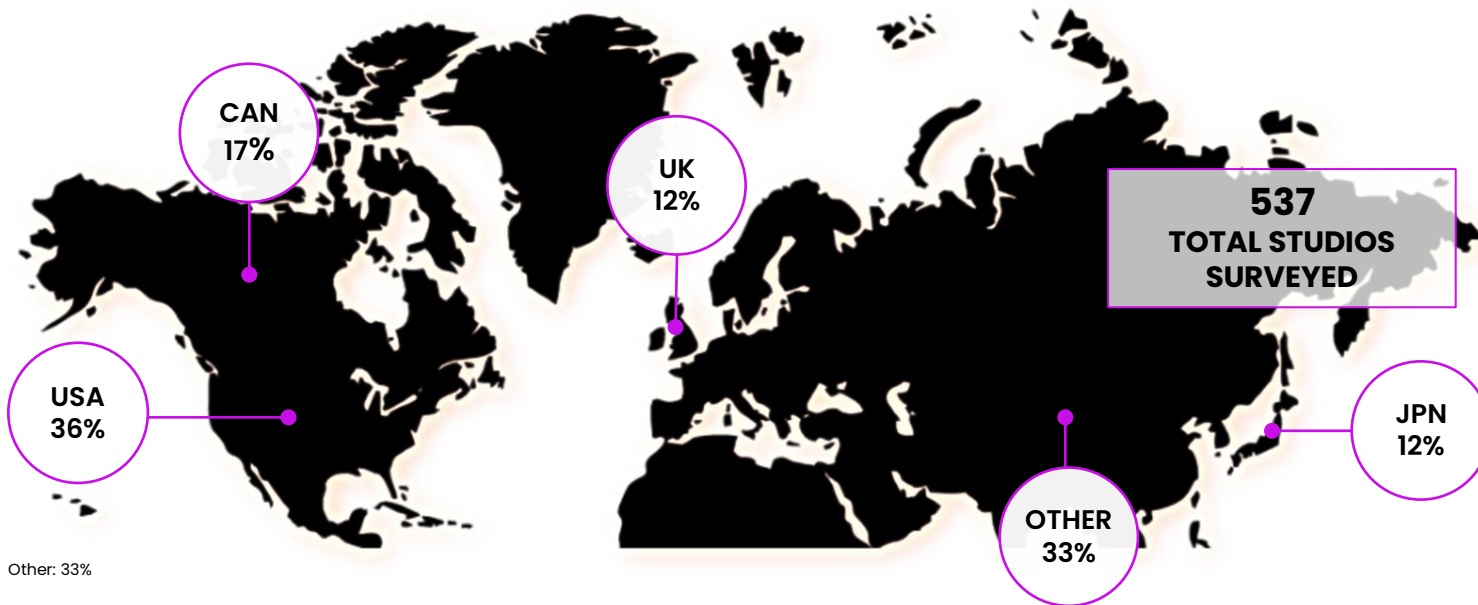 CAN
17%
UK
12%
537
TOTAL STUDIOS
SURVEYED
USA
36%
JPN
12%
OTHER
33%
Other: 33%